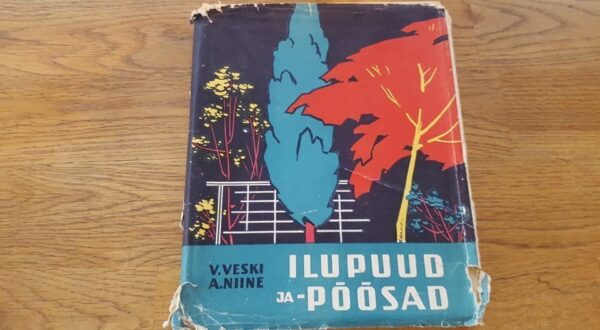 V. VESKI
A. NIINE
ILUPUUD
JA-PÕÕSAD